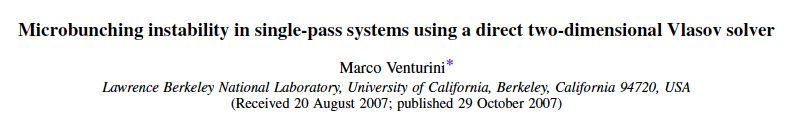 Microbunching instability in single-pass systems using a direct two-dimensional Vlasov solver
Marco Venturini*
Lawrence Berkeley National Laboratory, University of California, Berkeley, California 94720, USA
(Received 20 August 2007; published 29 October 2007)